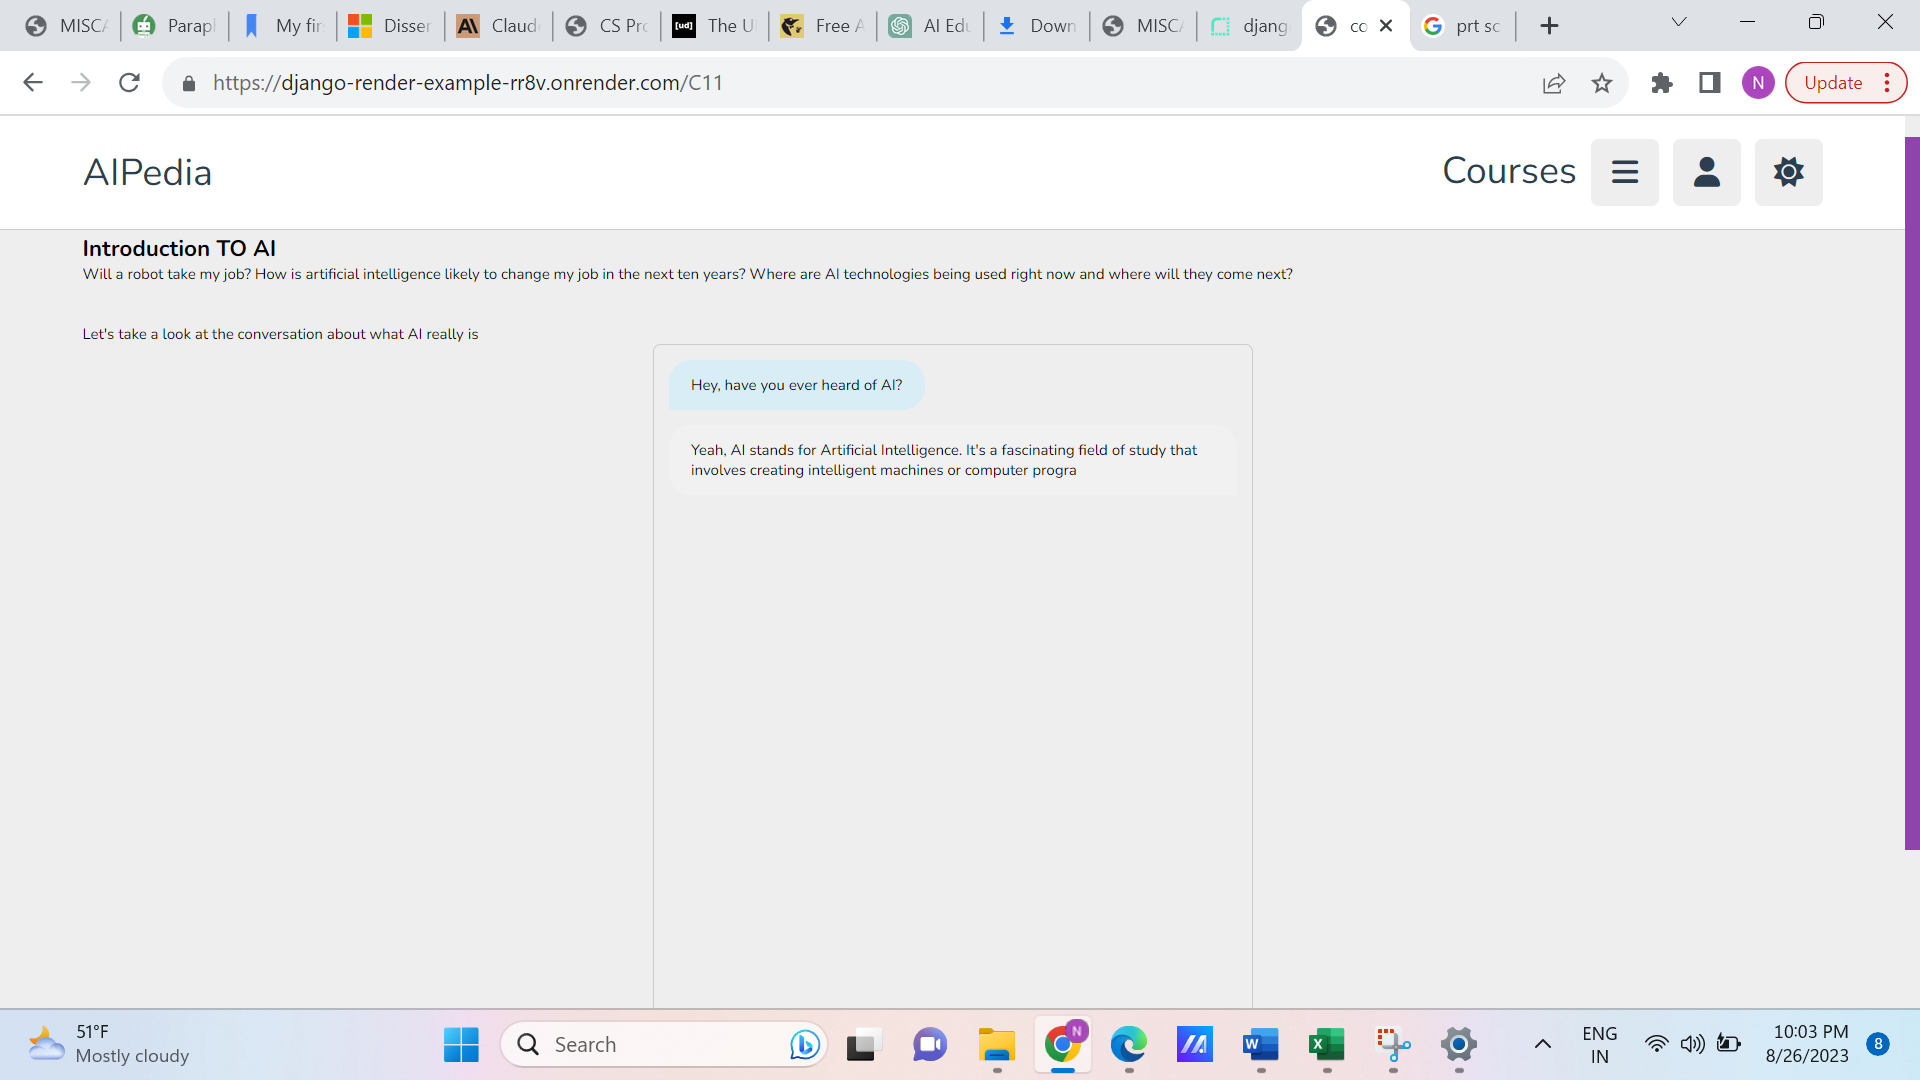 MISCA
Parap
My fir
Disser
Claud
CS Pro
The U
Free A
AI Edu
Down
MISCA
djang
co
prt sc
https://django-render-example-rr8v.onrender.com/C11
N
Update
AIPedia
Courses
Introduction TO AI
Will a robot take my job? How is artificial intelligence likely to change my job in the next ten years? Where are AI technologies being used right now and where will they come next?
Let's take a look at the conversation about what AI really is
Hey, have you ever heard of AI?
Yeah, AI stands for Artificial Intelligence. It's a fascinating field of study that
involves creating intelligent machines or computer progra
51°F
Mostly cloudy
Search
N
ENG
IN
10:03 PM
8/26/2023
8